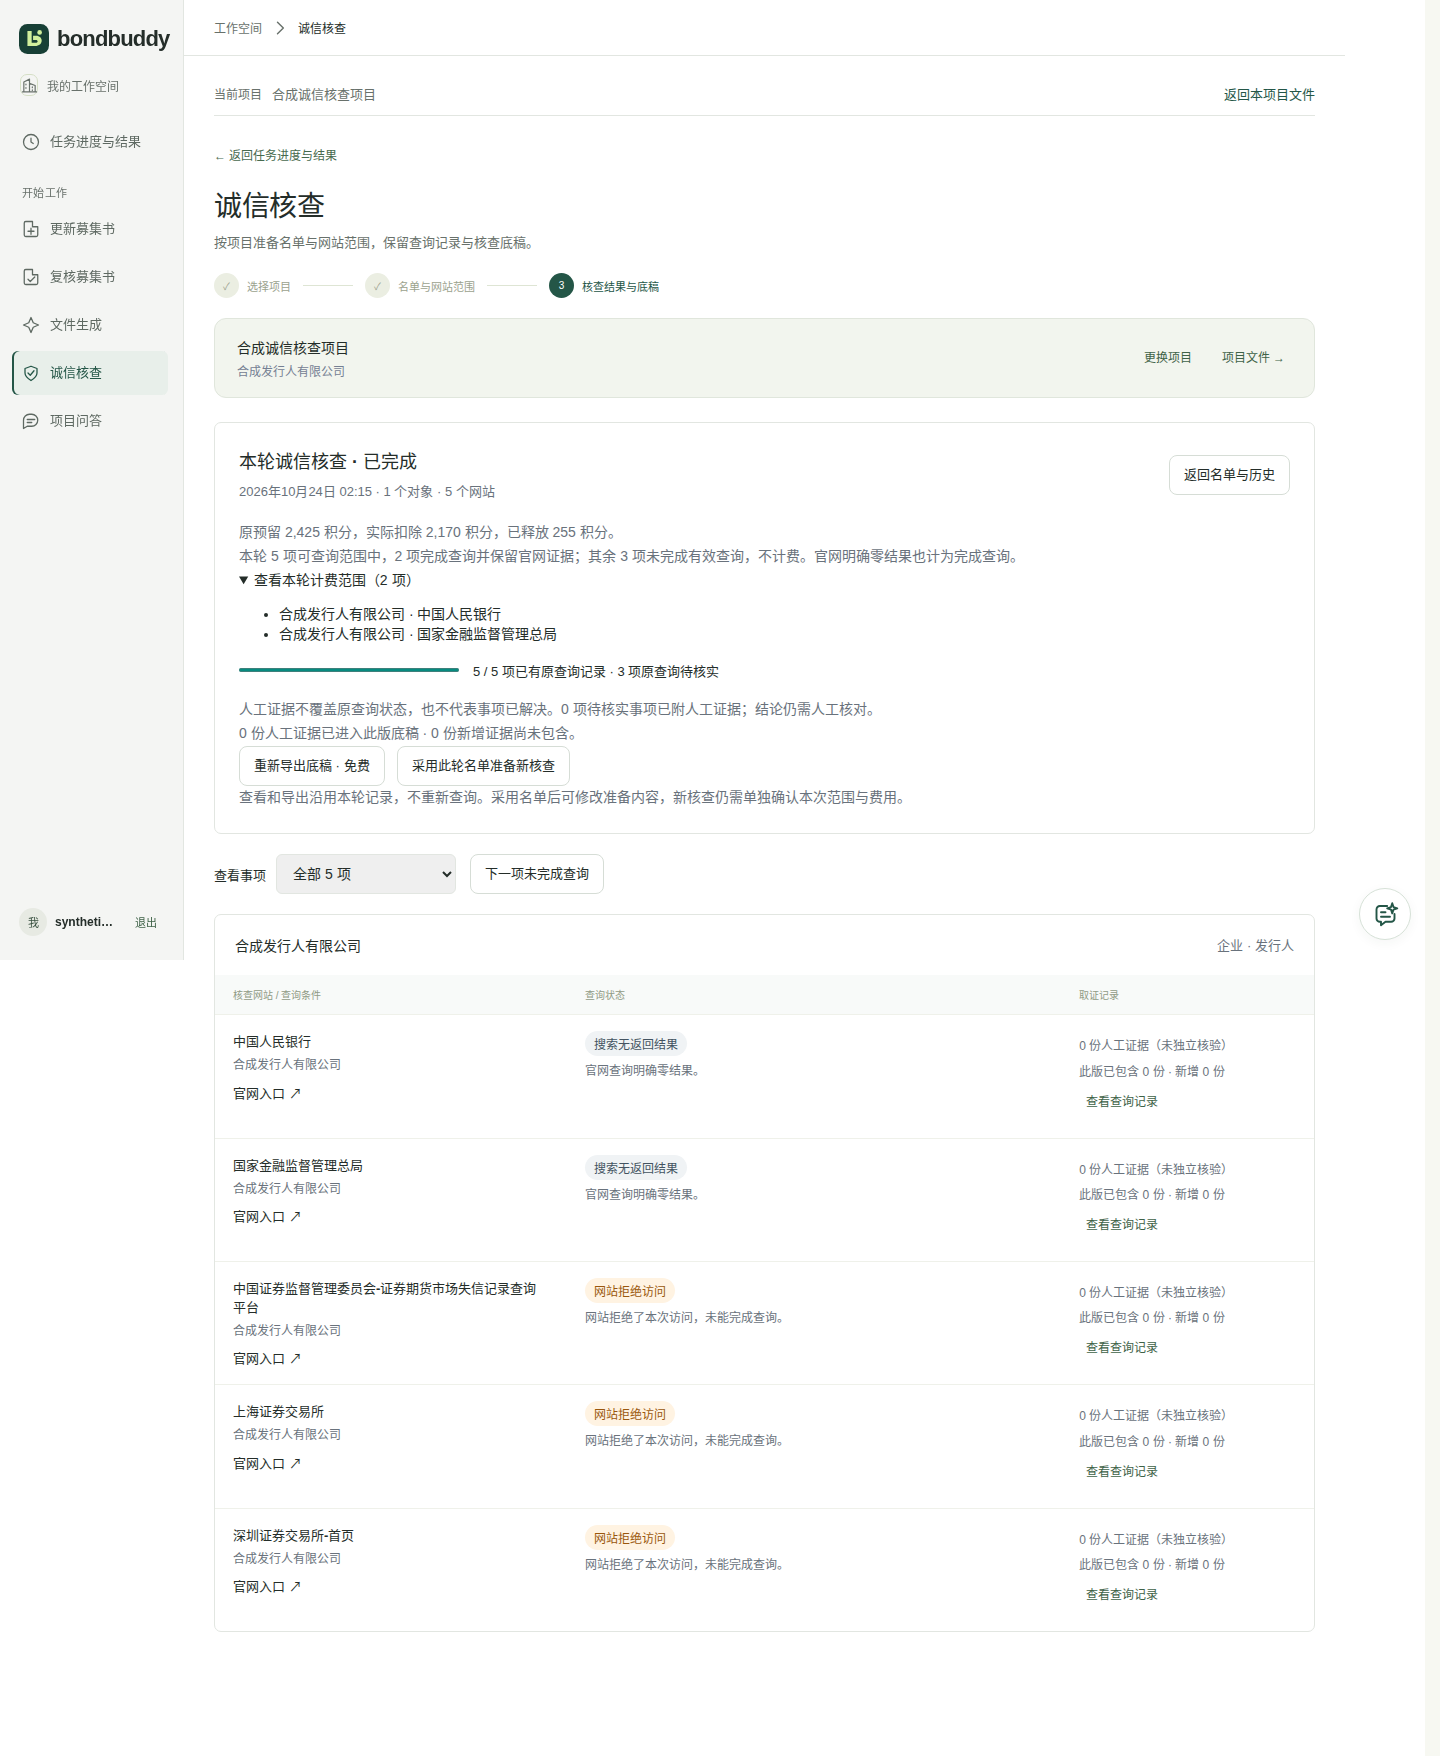 bondbuddy
我的工作空间
任务进度与结果
开始工作
更新募集书
复核募集书
文件生成
诚信核查
项目问答
我 syntheti... 退出
工作空间 > 诚信核查
当前项目 合成诚信核查项目 返回本项目文件
← 返回任务进度与结果
诚信核查
按项目准备名单与网站范围，保留查询记录与核查底稿。
✓ 选择项目 ✓ 名单与网站范围 3 核查结果与底稿
合成诚信核查项目
合成发行人有限公司
更换项目 项目文件 →
本轮诚信核查 · 已完成
2026年10月24日 02:15 · 1 个对象 · 5 个网站
返回名单与历史
原预留 2,425 积分，实际扣除 2,170 积分，已释放 255 积分。
本轮 5 项可查询范围中，2 项完成查询并保留官网证据；其余 3 项未完成有效查询，不计费。官网明确零结果也计为完成查询。
▼ 查看本轮计费范围（2 项）
• 合成发行人有限公司 · 中国人民银行
• 合成发行人有限公司 · 国家金融监督管理总局
5 / 5 项已有原查询记录 · 3 项原查询待核实
人工证据不覆盖原查询状态，也不代表事项已解决。0 项待核实事项已附人工证据；结论仍需人工核对。
0 份人工证据已进入此版底稿 · 0 份新增证据尚未包含。
重新导出底稿 · 免费 采用此轮名单准备新核查
查看和导出沿用本轮记录，不重新查询。采用名单后可修改准备内容，新核查仍需单独确认本次范围与费用。
查看事项 全部 5 项 下一项未完成查询
合成发行人有限公司 企业 · 发行人
核查网站 / 查询条件 查询状态 取证记录
中国人民银行
合成发行人有限公司
官网入口 ↗
搜索无返回结果
官网查询明确零结果。
0 份人工证据（未独立核验）
此版已包含 0 份 · 新增 0 份
查看查询记录
国家金融监督管理总局
合成发行人有限公司
官网入口 ↗
搜索无返回结果
官网查询明确零结果。
0 份人工证据（未独立核验）
此版已包含 0 份 · 新增 0 份
查看查询记录
中国证券监督管理委员会-证券期货市场失信记录查询
平台
合成发行人有限公司
官网入口 ↗
网站拒绝访问
网站拒绝了本次访问，未能完成查询。
0 份人工证据（未独立核验）
此版已包含 0 份 · 新增 0 份
查看查询记录
上海证券交易所
合成发行人有限公司
官网入口 ↗
网站拒绝访问
网站拒绝了本次访问，未能完成查询。
0 份人工证据（未独立核验）
此版已包含 0 份 · 新增 0 份
查看查询记录
深圳证券交易所-首页
合成发行人有限公司
官网入口 ↗
网站拒绝访问
网站拒绝了本次访问，未能完成查询。
0 份人工证据（未独立核验）
此版已包含 0 份 · 新增 0 份
查看查询记录